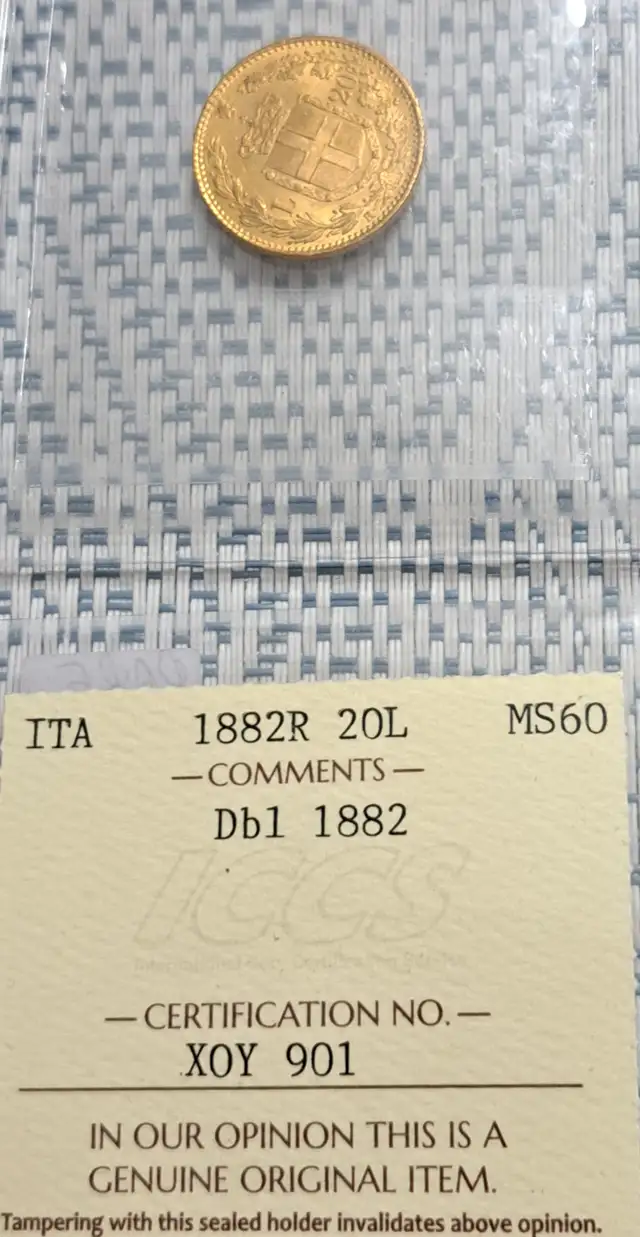 L. 20
ITA 1882R 20L MS60
— COMMENTS —
Dbl 1882
ICCS
— CERTIFICATION NO. —
XOY 901
IN OUR OPINION THIS IS A
GENUINE ORIGINAL ITEM.
Tampering with this sealed holder invalidates above opinion.